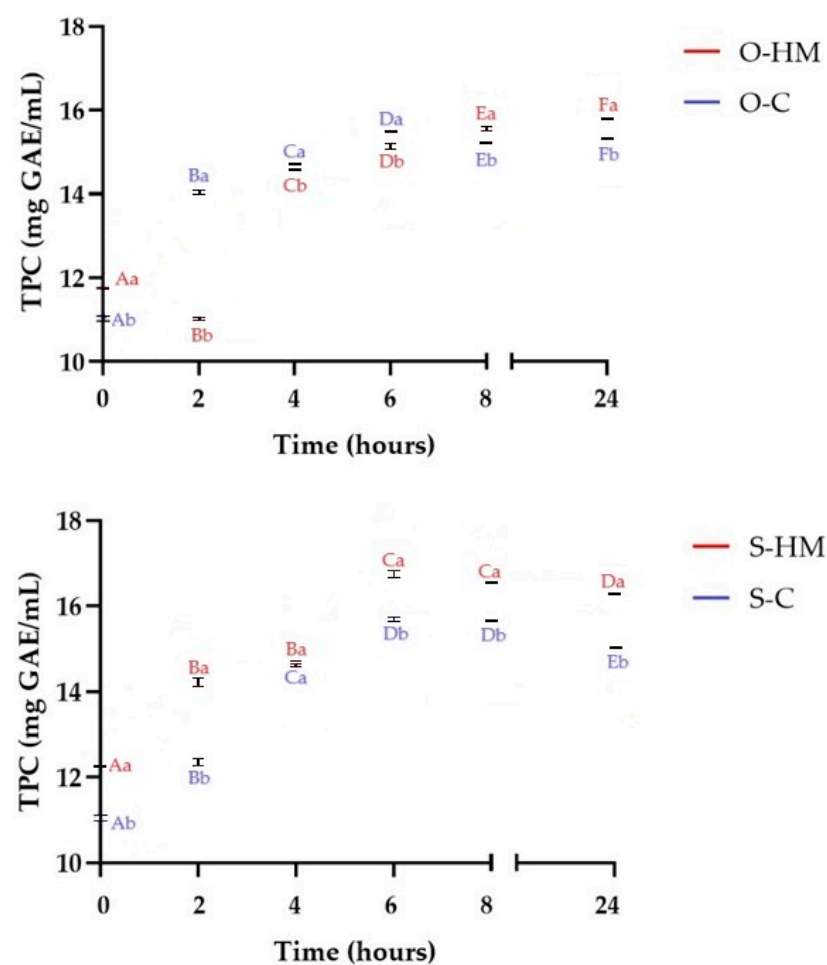 18
16
14
12
10
TPC (mg GAE/mL)
O-HM
O-C
Aa
Ab
Ba
Bb
Ca
Cb
Da
Db
Ea
Eb
Fa
Fb
0 2 4 6 8 24
Time (hours)
18
16
14
12
10
TPC (mg GAE/mL)
S-HM
S-C
Aa
Ab
Ba
Bb
Ba
Ca
Ca
Db
Ca
Db
Da
Eb
0 2 4 6 8 24
Time (hours)